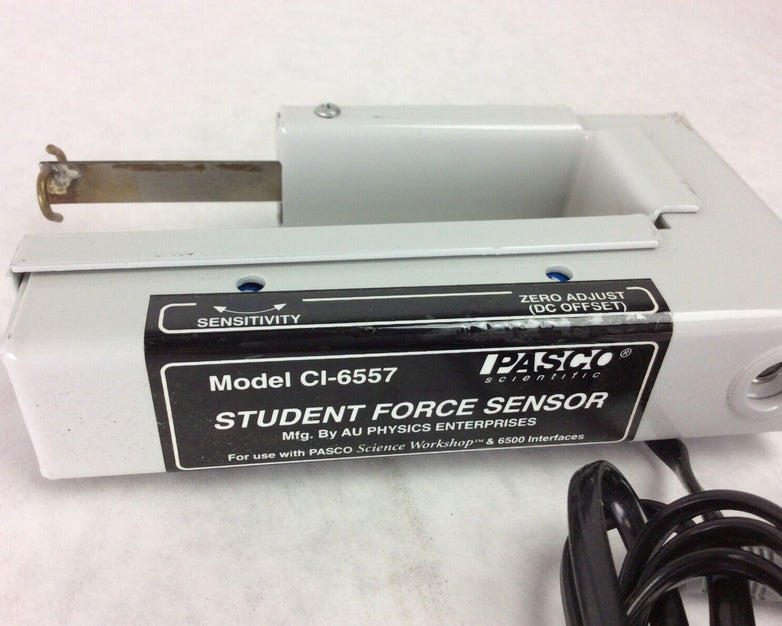 SENSITIVITY
ZERO ADJUST
(DC OFFSET)
Model CI-6557
PASCO®
scientific
STUDENT FORCE SENSOR
Mfg. By AU PHYSICS ENTERPRISES
For use with PASCO Science Workshop™ & 6500 Interfaces